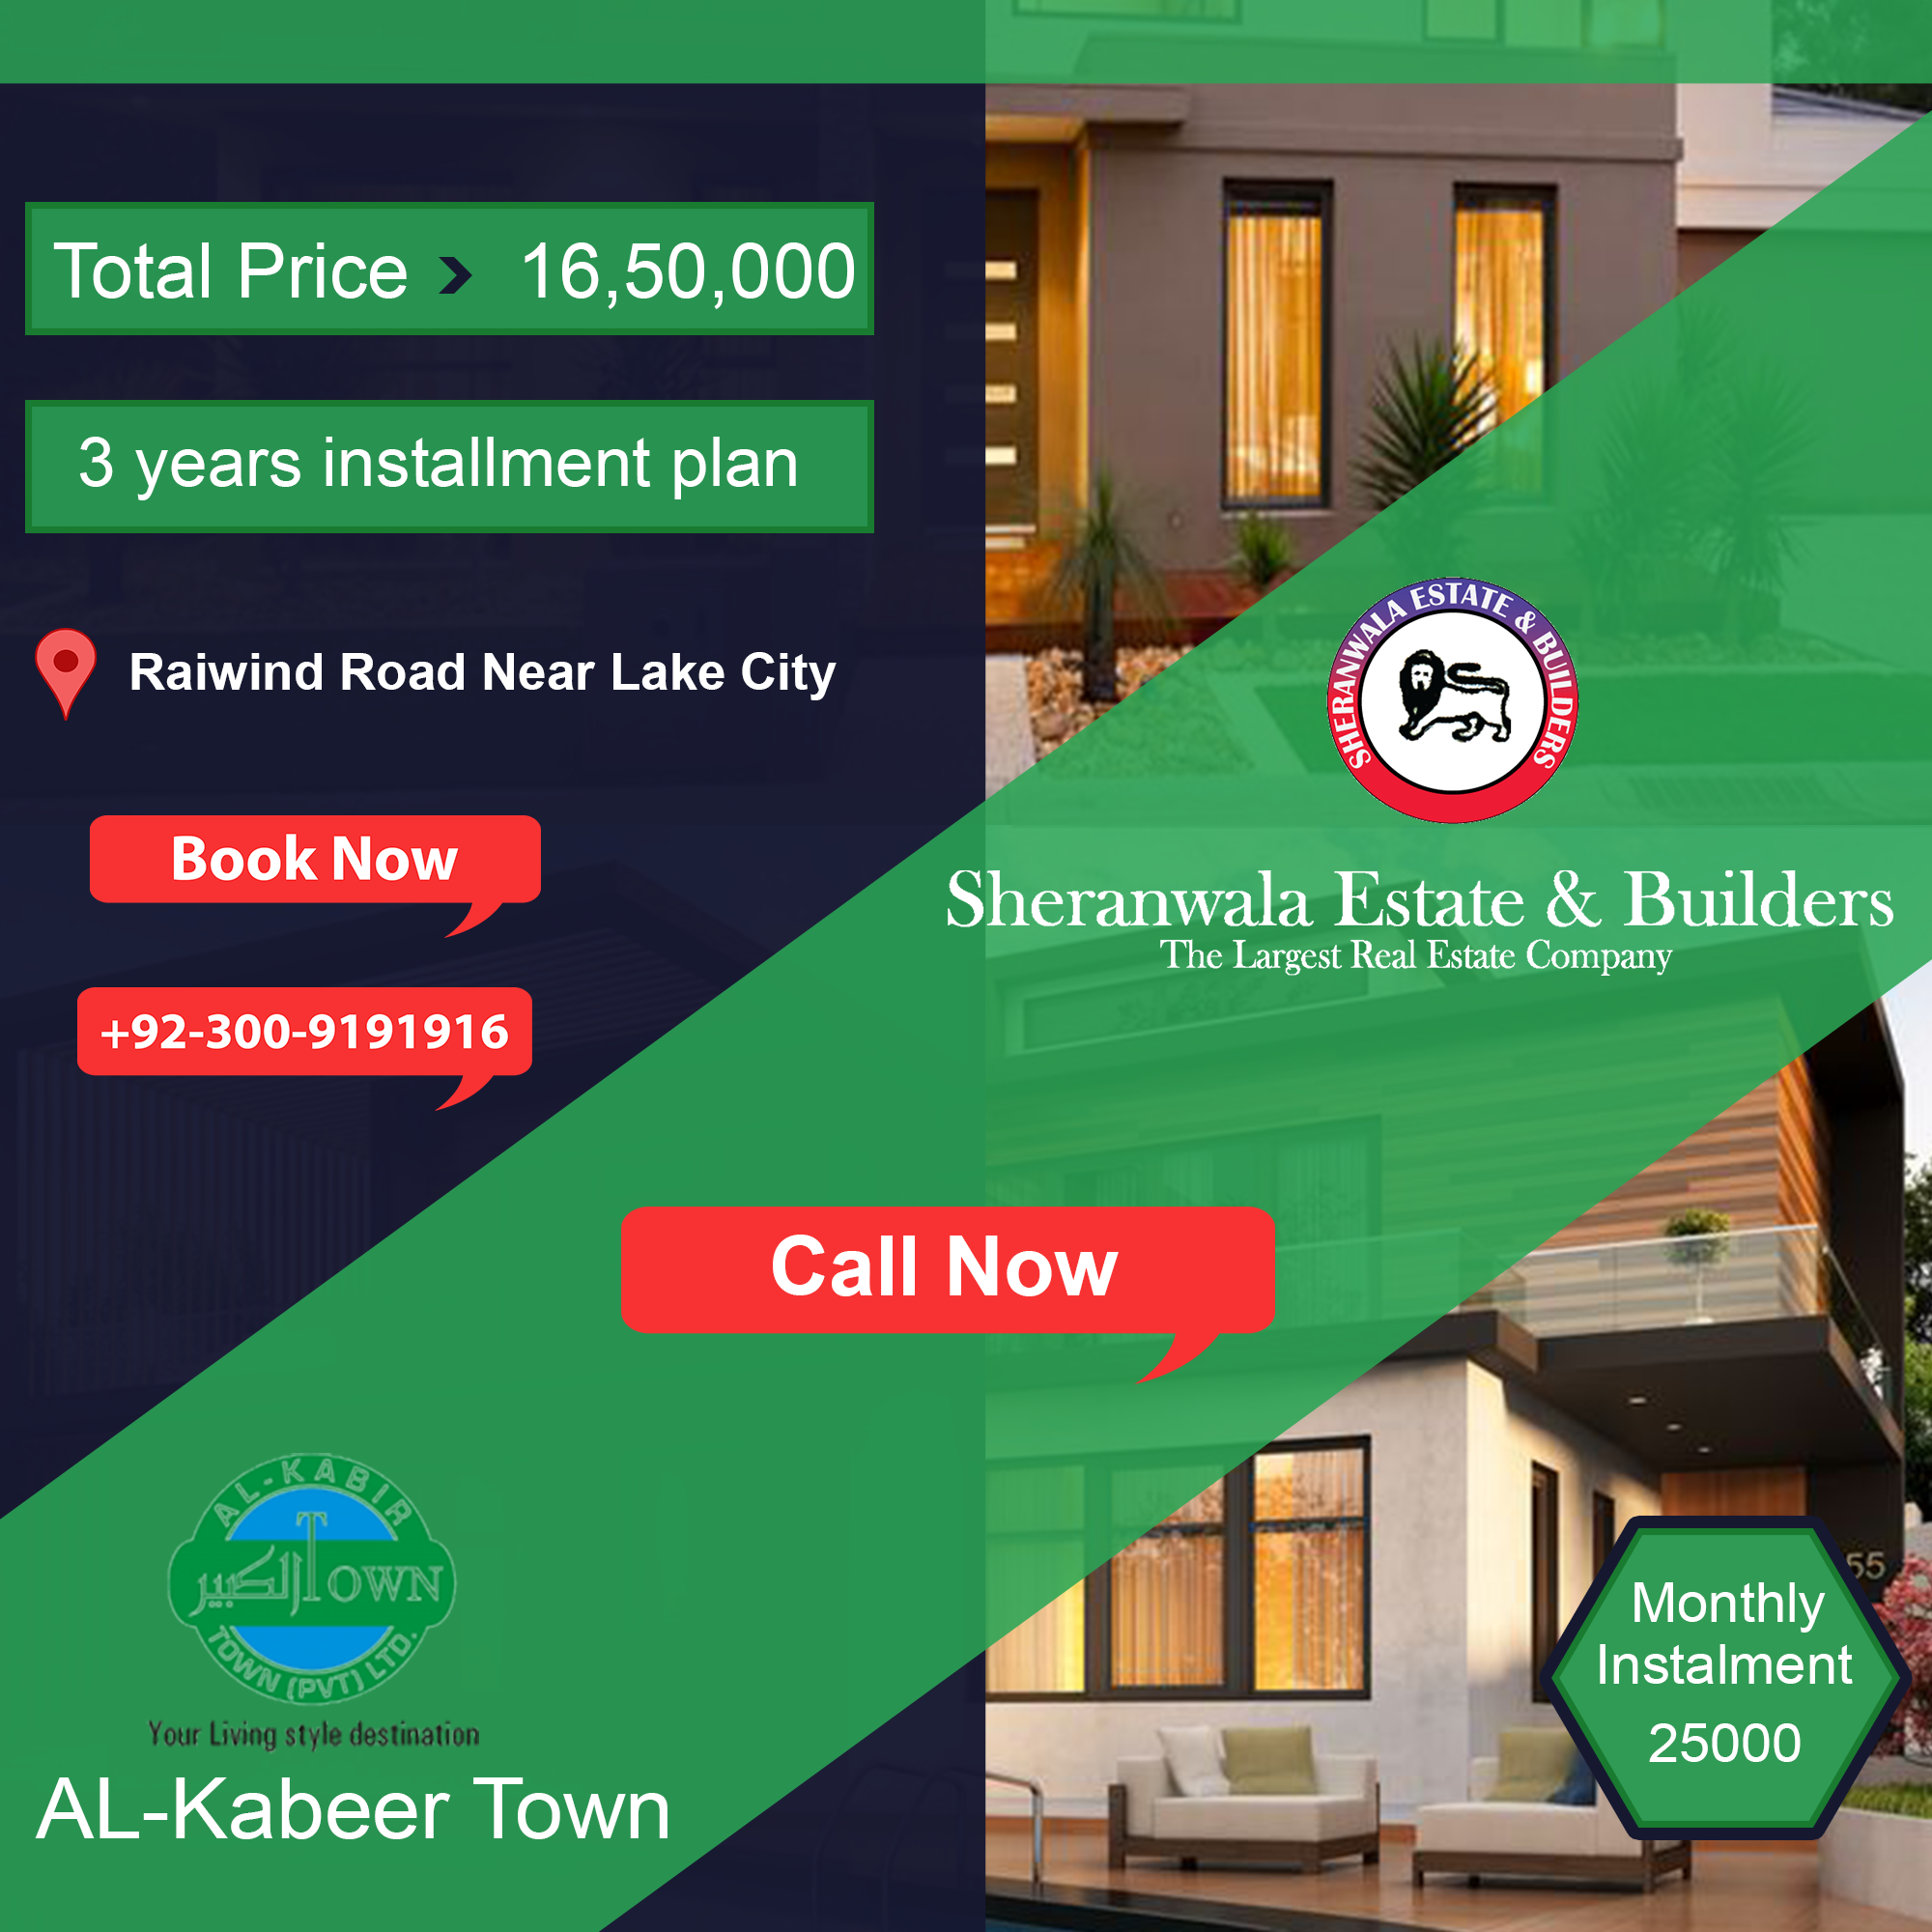 Total Price 16,50,000
3 years installment plan
Raiwind Road Near Lake City
Book Now
+92-300-9191916
SHERANWALA ESTATE & BUILDERS
Sheranwala Estate & Builders
The Largest Real Estate Company
Call Now
AL-KABIR
الكبير TOWN
TOWN (PVT) LTD.
Your Living style destination
AL-Kabeer Town
55
Monthly
Instalment
25000